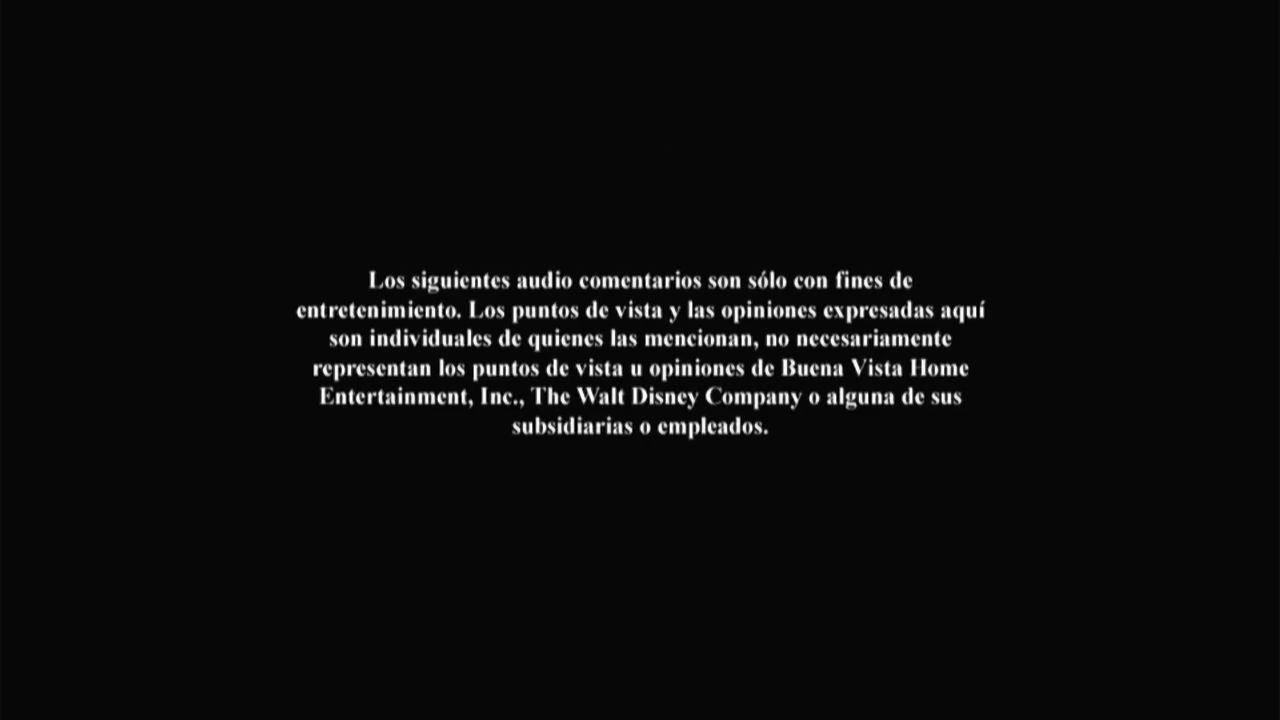 Los siguientes audio comentarios son sólo con fines de
entretenimiento. Los puntos de vista y las opiniones expresadas aquí
son individuales de quienes las mencionan, no necesariamente
representan los puntos de vista u opiniones de Buena Vista Home
Entertainment, Inc., The Walt Disney Company o alguna de sus
subsidiarias o empleados.